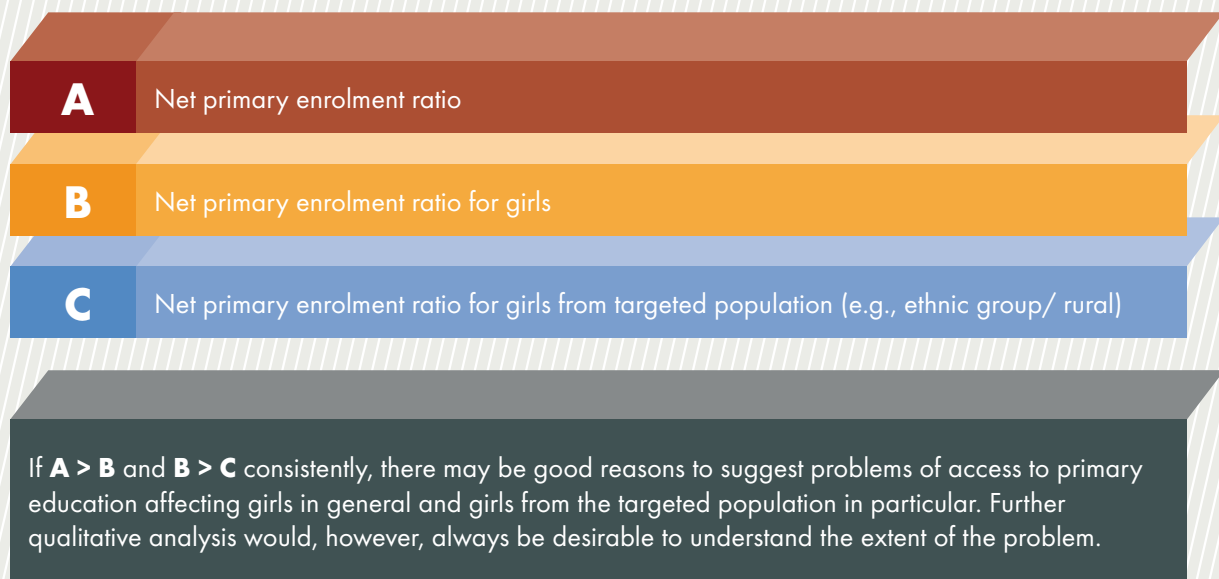 A Net primary enrolment ratio
B Net primary enrolment ratio for girls
C Net primary enrolment ratio for girls from targeted population (e.g., ethnic group/ rural)
If A > B and B > C consistently, there may be good reasons to suggest problems of access to primary
education affecting girls in general and girls from the targeted population in particular. Further
qualitative analysis would, however, always be desirable to understand the extent of the problem.